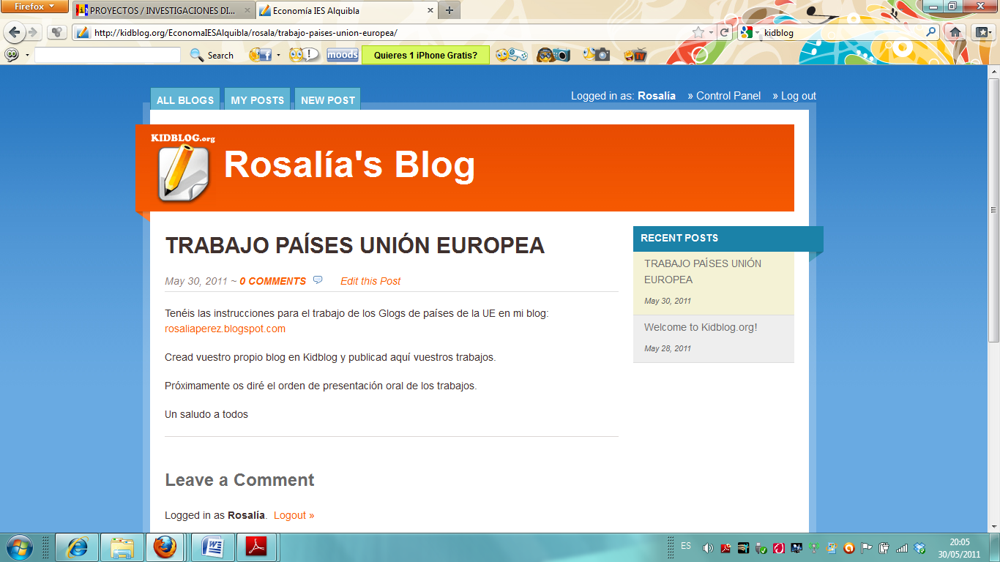 Firefox
PROYECTOS / INVESTIGACIONES DI...
Economía IES Alquibla
http://kidblog.org/EconomaIESAlquibla/rosala/trabajo-paises-union-europea/
kidblog
Search
moods
Quieres 1 iPhone Gratis?
TV
ALL BLOGS
MY POSTS
NEW POST
Logged in as: Rosalía » Control Panel » Log out
KIDBLOG.org
Rosalía's Blog
TRABAJO PAÍSES UNIÓN EUROPEA
May 30, 2011 ~ 0 COMMENTS
Edit this Post
Tenéis las instrucciones para el trabajo de los Glogs de países de la UE en mi blog:
rosaliaperez.blogspot.com
Cread vuestro propio blog en Kidblog y publicad aquí vuestros trabajos.
Próximamente os diré el orden de presentación oral de los trabajos.
Un saludo a todos
RECENT POSTS
TRABAJO PAÍSES UNIÓN
EUROPEA
May 30, 2011
Welcome to Kidblog.org!
May 28, 2011
Leave a Comment
Logged in as Rosalía. Logout »
ES
20:05
30/05/2011